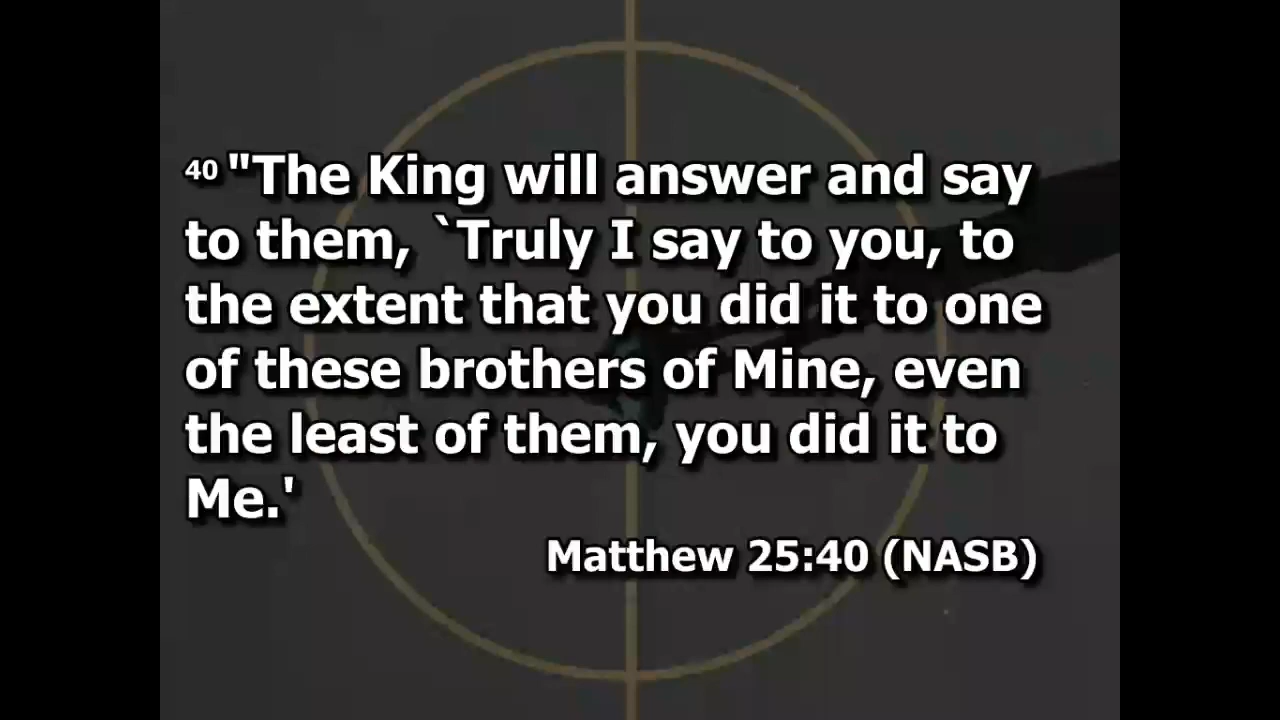 40 "The King will answer and say
to them, `Truly I say to you, to
the extent that you did it to one
of these brothers of Mine, even
the least of them, you did it to
Me.'
Matthew 25:40 (NASB)